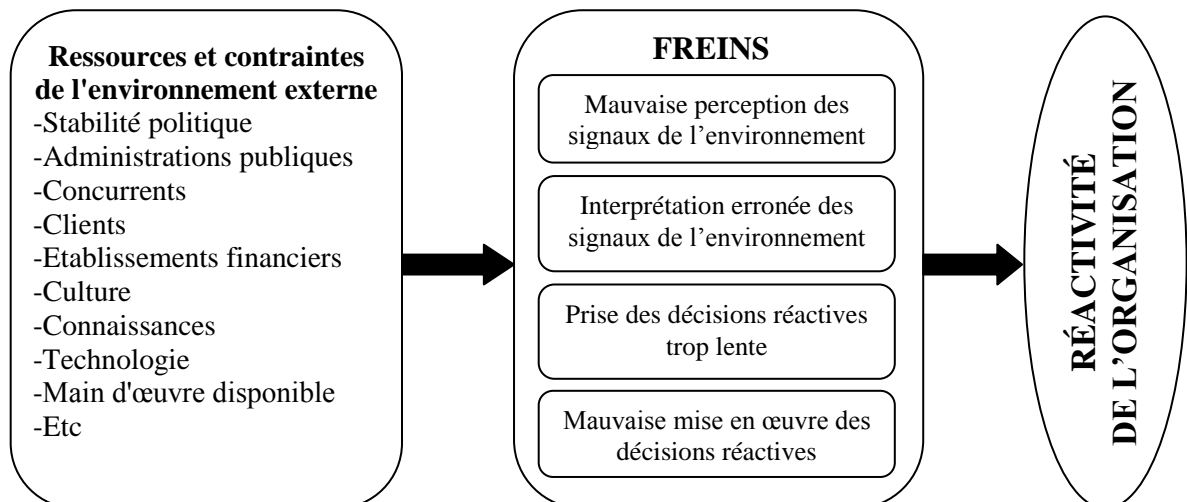 Ressources et contraintes
de l'environnement externe
-Stabilité politique
-Administrations publiques
-Concurrents
-Clients
-Etablissements financiers
-Culture
-Connaissances
-Technologie
-Main d'œuvre disponible
-Etc
FREINS
Mauvaise perception des
signaux de l’environnement
Interprétation erronée des
signaux de l’environnement
Prise des décisions réactives
trop lente
Mauvaise mise en œuvre des
décisions réactives
RÉACTIVITÉ
DE L’ORGANISATION